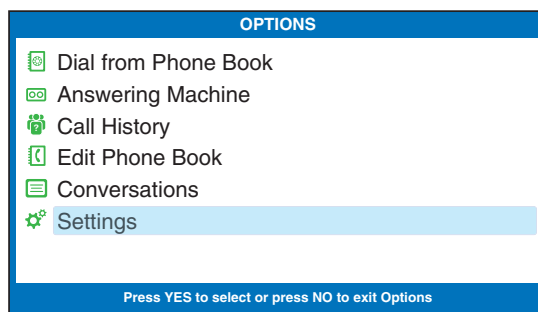 OPTIONS
Dial from Phone Book
Answering Machine
Call History
Edit Phone Book
Conversations
Settings
Press YES to select or press NO to exit Options